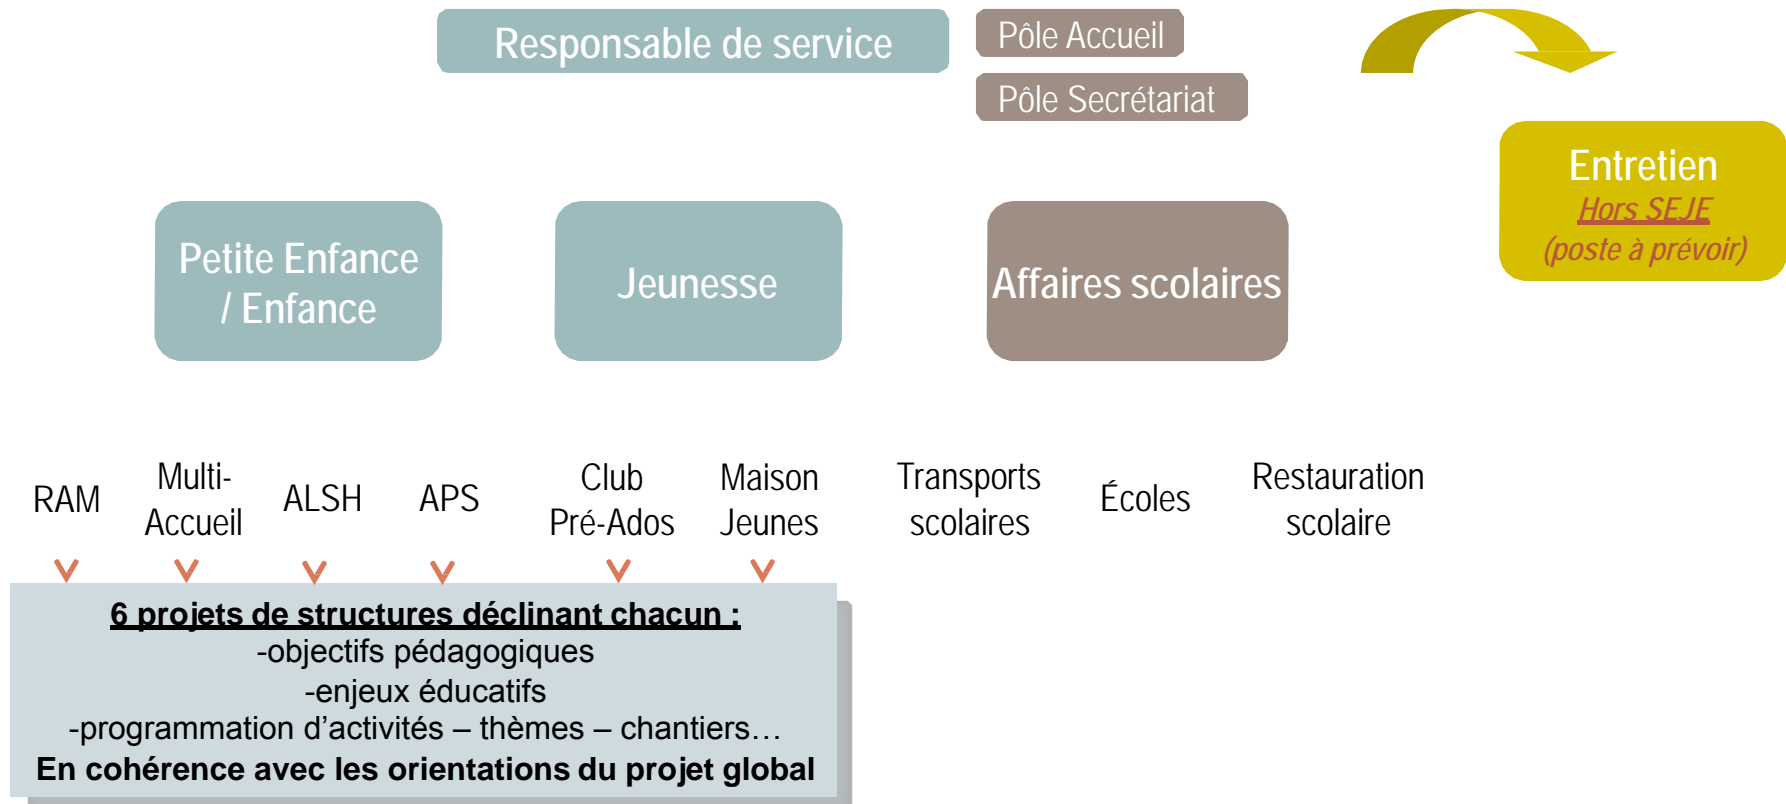 Responsable de service
Pôle Accueil
Pôle Secrétariat
Entretien
Hors SEJE
(poste à prévoir)
Petite Enfance
/ Enfance
Jeunesse
Affaires scolaires
RAM
Multi-
Accueil
ALSH
APS
Club
Pré-Ados
Maison
Jeunes
Transports
scolaires
Écoles
Restauration
scolaire
6 projets de structures déclinant chacun :
-objectifs pédagogiques
-enjeux éducatifs
-programmation d’activités – thèmes – chantiers…
En cohérence avec les orientations du projet global